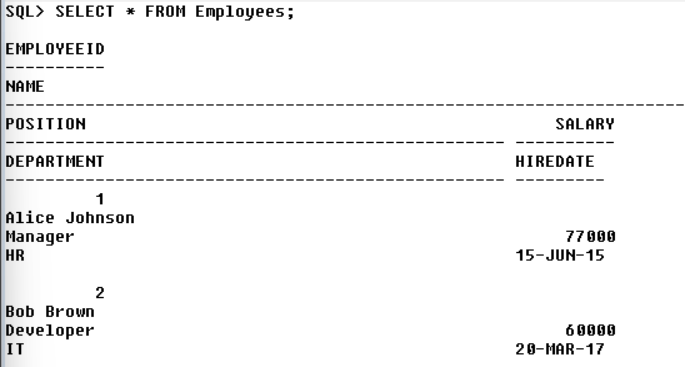 SQL> SELECT * FROM Employees;
EMPLOYEEID
----------
NAME
--------------------------------------------------------------------
POSITION                                               SALARY
-------------------------------------------------- ----------
DEPARTMENT                                         HIREDATE
-------------------------------------------------- ---------
         1
Alice Johnson
Manager                                                 77000
HR                                                 15-JUN-15
         2
Bob Brown
Developer                                               60000
IT                                                 20-MAR-17